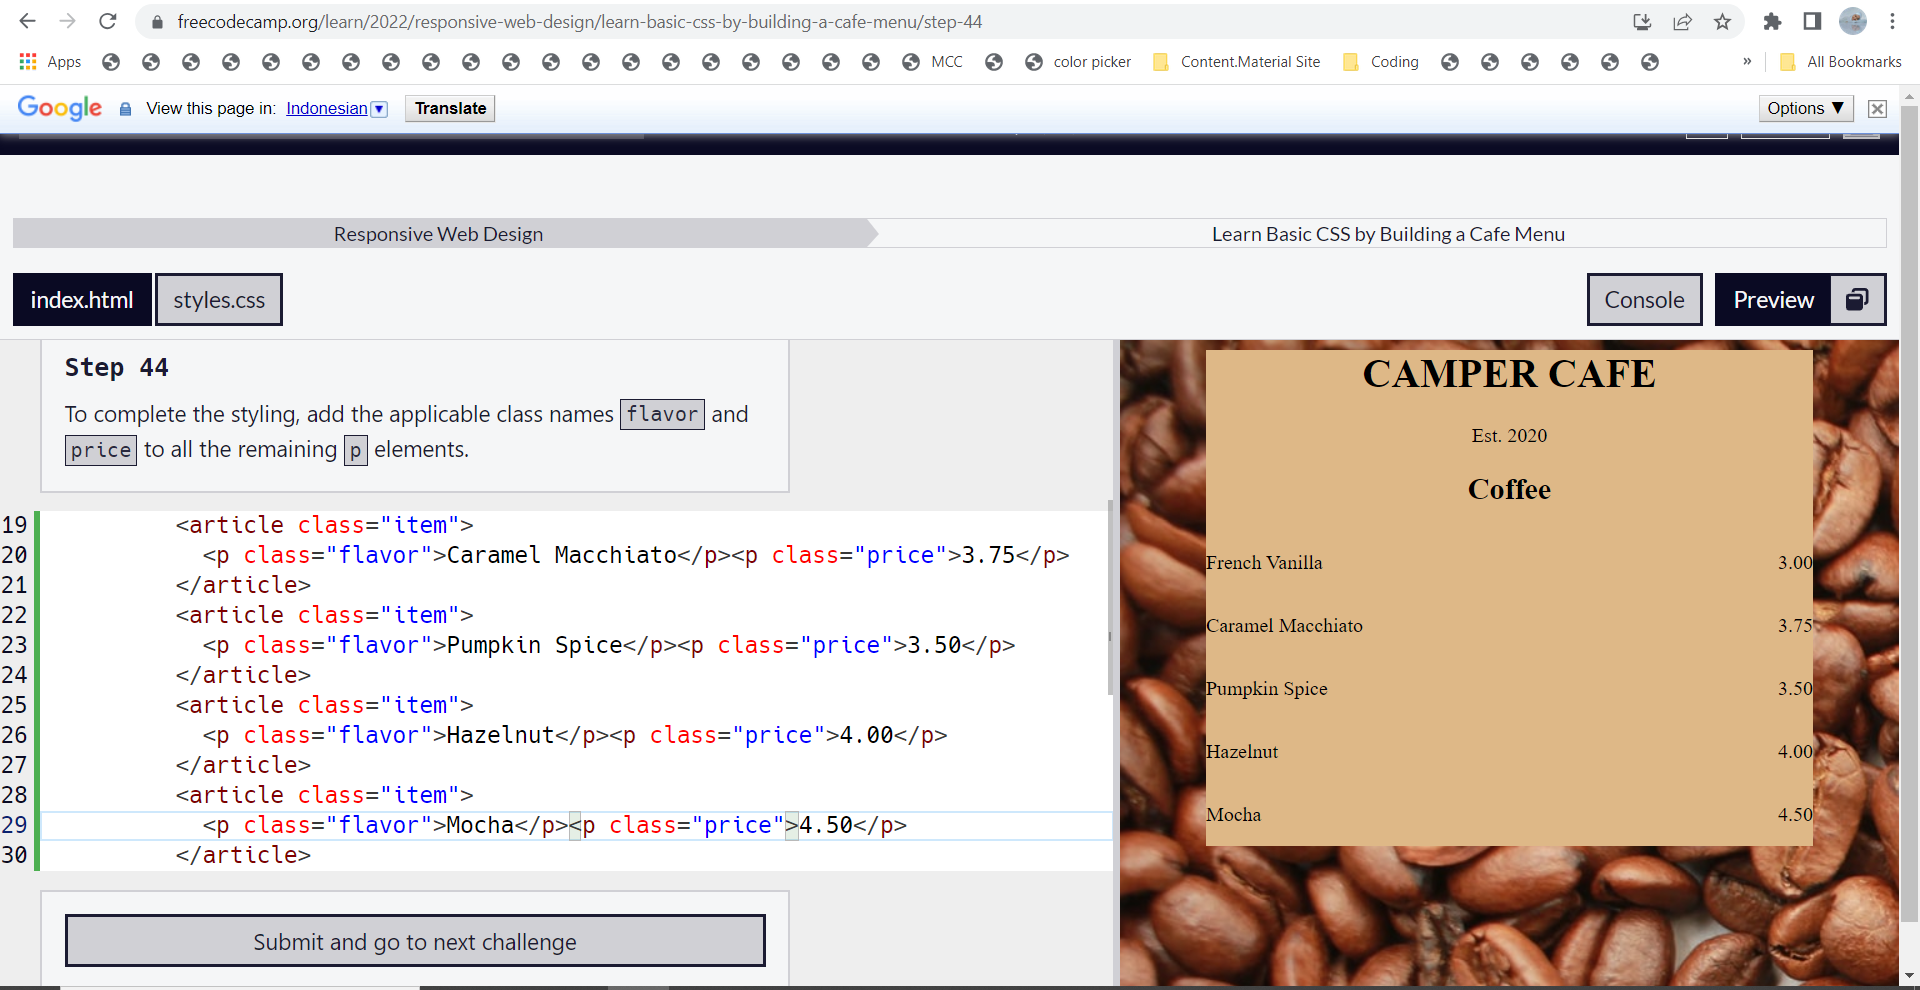 freecodecamp.org/learn/2022/responsive-web-design/learn-basic-css-by-building-a-cafe-menu/step-44
Apps MCC color picker Content.Material Site Coding » All Bookmarks
Google View this page in: Indonesian Translate Options ▼
Responsive Web Design Learn Basic CSS by Building a Cafe Menu
index.html styles.css Console Preview
Step 44
To complete the styling, add the applicable class names flavor and
price to all the remaining p elements.
19 <article class="item">
20 <p class="flavor">Caramel Macchiato</p><p class="price">3.75</p>
21 </article>
22 <article class="item">
23 <p class="flavor">Pumpkin Spice</p><p class="price">3.50</p>
24 </article>
25 <article class="item">
26 <p class="flavor">Hazelnut</p><p class="price">4.00</p>
27 </article>
28 <article class="item">
29 <p class="flavor">Mocha</p><p class="price">4.50</p>
30 </article>
Submit and go to next challenge
CAMPER CAFE
Est. 2020
Coffee
French Vanilla 3.00
Caramel Macchiato 3.75
Pumpkin Spice 3.50
Hazelnut 4.00
Mocha 4.50